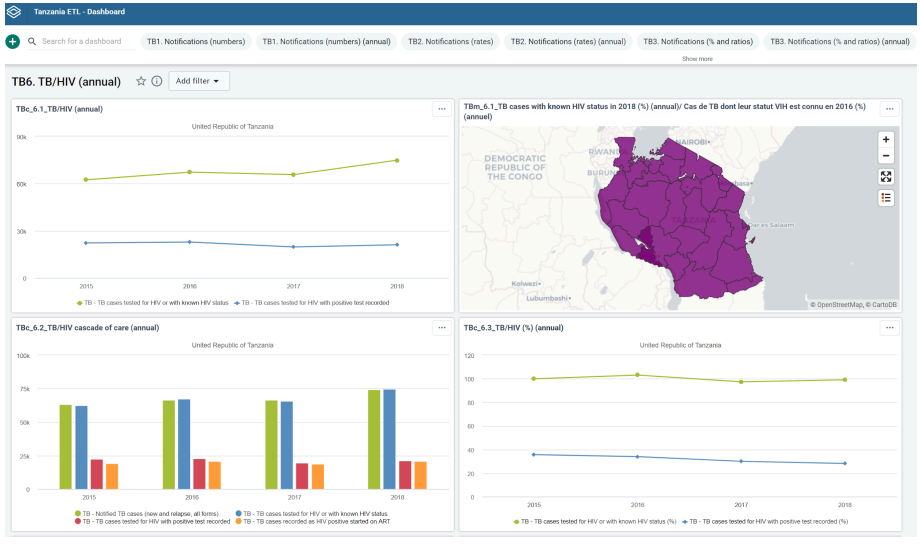 Tanzania ETL - Dashboard
Search for a dashboard
TB1. Notifications (numbers)
TB1. Notifications (numbers) (annual)
TB2. Notifications (rates)
TB2. Notifications (rates) (annual)
TB3. Notifications (% and ratios)
TB3. Notifications (% and ratios) (annual)
Show more
TB6. TB/HIV (annual)
Add filter
TBc_6.1_TB/HIV (annual)
United Republic of Tanzania
90k
60k
30k
0
2015
2016
2017
2018
TB - TB cases tested for HIV or with known HIV status
TB - TB cases tested for HIV with positive test recorded
TBm_6.1_TB cases with known HIV status in 2018 (%) (annual)/ Cas de TB dont leur statut VIH est connu en 2016 (%)
(annuel)
NAIROBI
DEMOCRATIC
REPUBLIC OF
THE CONGO
TANZANIA
Dar es Salaam
Kolwezi
Lubumbashi
© OpenStreetMap, © CartoDB
TBc_6.2_TB/HIV cascade of care (annual)
United Republic of Tanzania
100k
75k
50k
25k
0
2015
2016
2017
2018
TB - Notified TB cases (new and relapse, all forms)
TB - TB cases tested for HIV or with known HIV status
TB - TB cases tested for HIV with positive test recorded
TB - TB cases recorded as HIV positive started on ART
TBc_6.3_TB/HIV (%) (annual)
United Republic of Tanzania
120
100
80
60
40
20
0
2015
2016
2017
2018
TB - TB cases tested for HIV or with known HIV status (%)
TB - TB cases tested for HIV with positive test recorded (%)